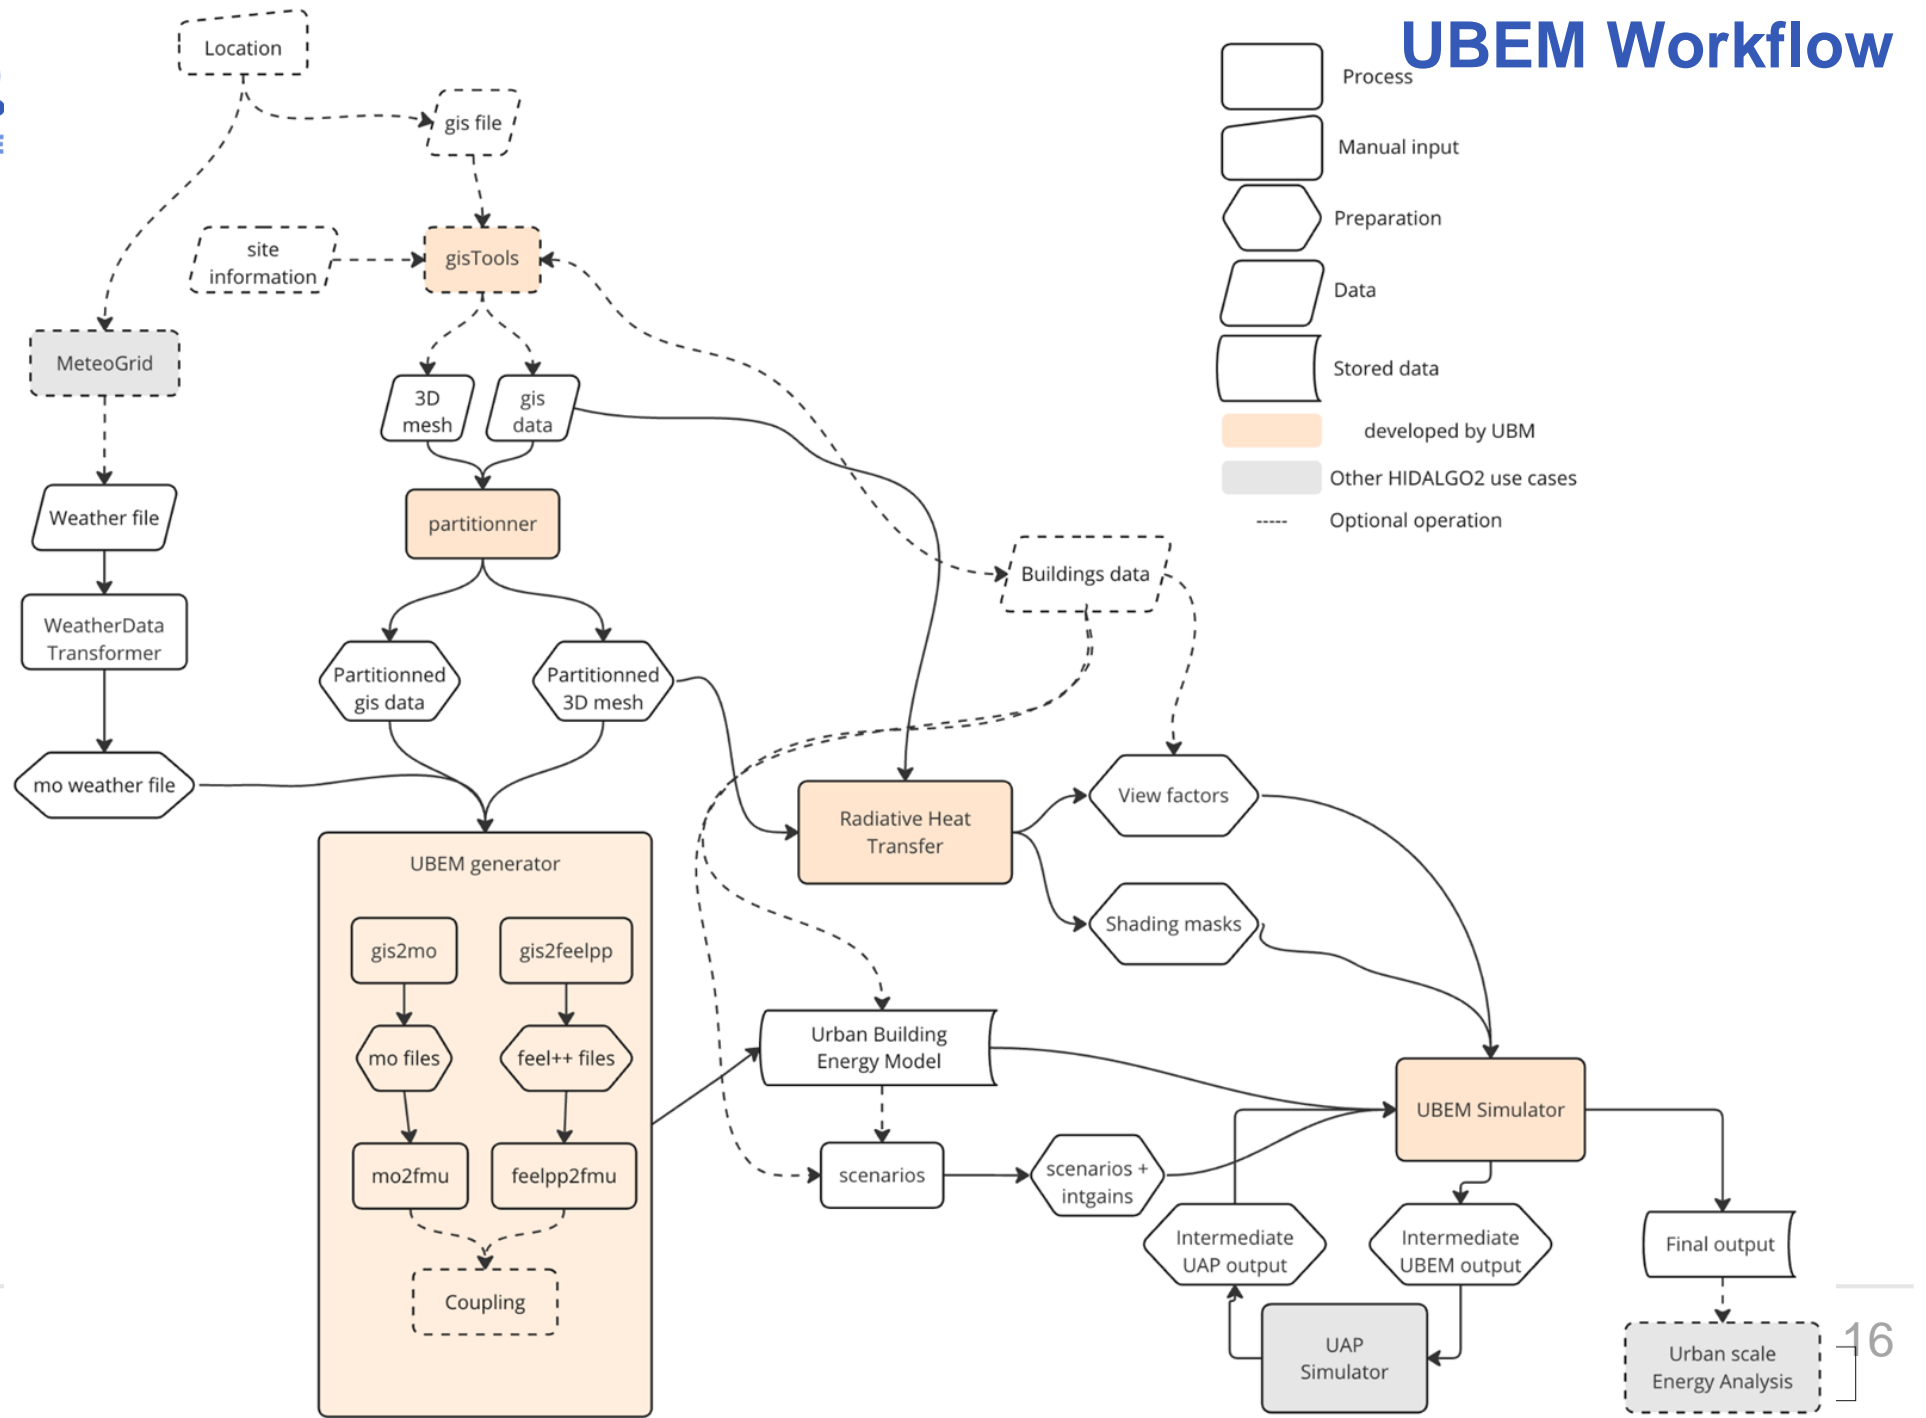 UBEM Workflow
Location
gis file
site
information
gisTools
MeteoGrid
3D
mesh
gis
data
Weather file
partitionner
WeatherData
Transformer
Partitionned
gis data
Partitionned
3D mesh
mo weather file
Buildings data
Radiative Heat
Transfer
View factors
Shading masks
UBEM generator
gis2mo
gis2feelpp
mo files
feel++ files
mo2fmu
feelpp2fmu
Coupling
Urban Building
Energy Model
scenarios
scenarios +
intgains
UBEM Simulator
Intermediate
UAP output
Intermediate
UBEM output
UAP
Simulator
Final output
Urban scale
Energy Analysis
Process
Manual input
Preparation
Data
Stored data
developed by UBM
Other HIDALGO2 use cases
----- Optional operation
16